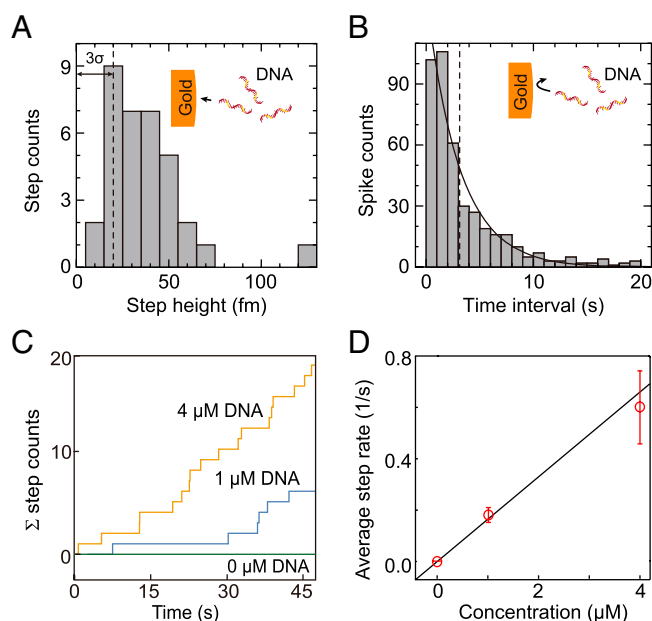 A
9
6
3
0
Step counts
3σ
Gold
DNA
0
50
100
Step height (fm)
B
90
60
30
0
Spike counts
Gold
DNA
0
10
20
Time interval (s)
C
20
10
0
Σ step counts
4 µM DNA
1 µM DNA
0 µM DNA
0
15
30
45
Time (s)
D
0.8
0.4
0.0
Average step rate (1/s)
0
2
4
Concentration (µM)